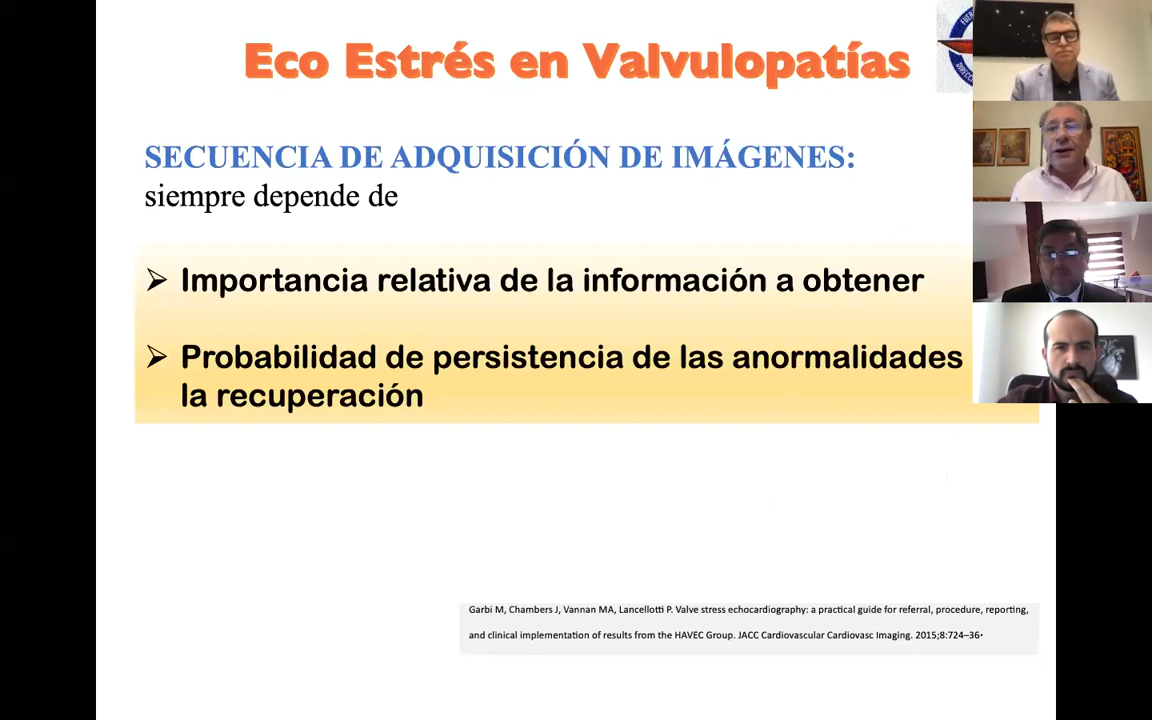 Eco Estrés en Valvulopatías
SECUENCIA DE ADQUISICIÓN DE IMÁGENES:
siempre depende de
Importancia relativa de la información a obtener
Probabilidad de persistencia de las anormalidades
la recuperación
Garbi M, Chambers J, Vannan MA, Lancellotti P. Valve stress echocardiography: a practical guide for referral, procedure, reporting,
and clinical implementation of results from the HAVEC Group. JACC Cardiovascular Cardiovasc Imaging. 2015;8:724–36·